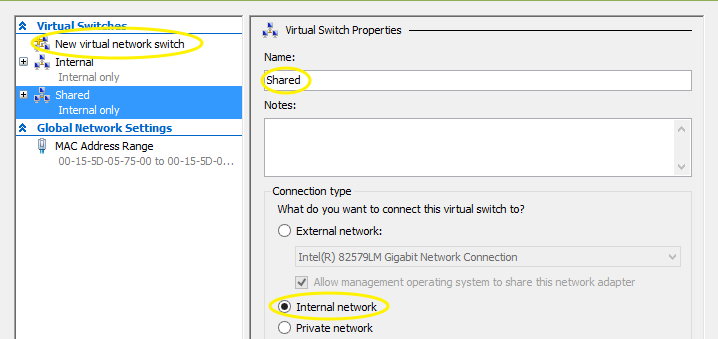 Virtual Switches
New virtual network switch
Internal
Internal only
Shared
Internal only
Global Network Settings
MAC Address Range
00-15-5D-05-75-00 to 00-15-5D-0...
Virtual Switch Properties
Name:
Shared
Notes:
Connection type
What do you want to connect this virtual switch to?
External network:
Intel(R) 82579LM Gigabit Network Connection
Allow management operating system to share this network adapter
Internal network
Private network